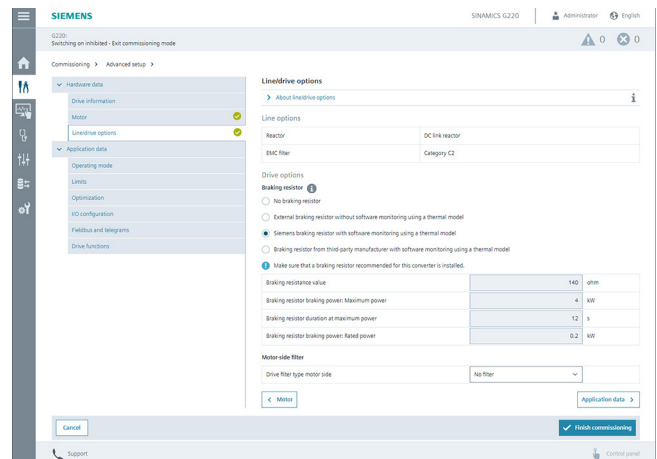 SIEMENS
SINAMICS G220
Administrator
English
G220:
Switching on inhibited - Exit commissioning mode
0
0
Commissioning > Advanced setup >
Hardware data
Drive information
Motor
Line/drive options
Application data
Operating mode
Limits
Optimization
I/O configuration
Fieldbus and telegrams
Drive functions
Line/drive options
> About line/drive options
i
Line options
Reactor DC link reactor
EMC filter Category C2
Drive options
Braking resistor i
No braking resistor
External braking resistor without software monitoring using a thermal model
Siemens braking resistor with software monitoring using a thermal model
Braking resistor from third-party manufacturer with software monitoring using a thermal model
Make sure that a braking resistor recommended for this converter is installed.
Braking resistance value 140 ohm
Braking resistor braking power: Maximum power 4 kW
Braking resistor duration at maximum power 12 s
Braking resistor braking power: Rated power 0.2 kW
Motor-side filter
Drive filter type motor side No filter
< Motor
Application data >
Cancel
Finish commissioning
Support
Control panel